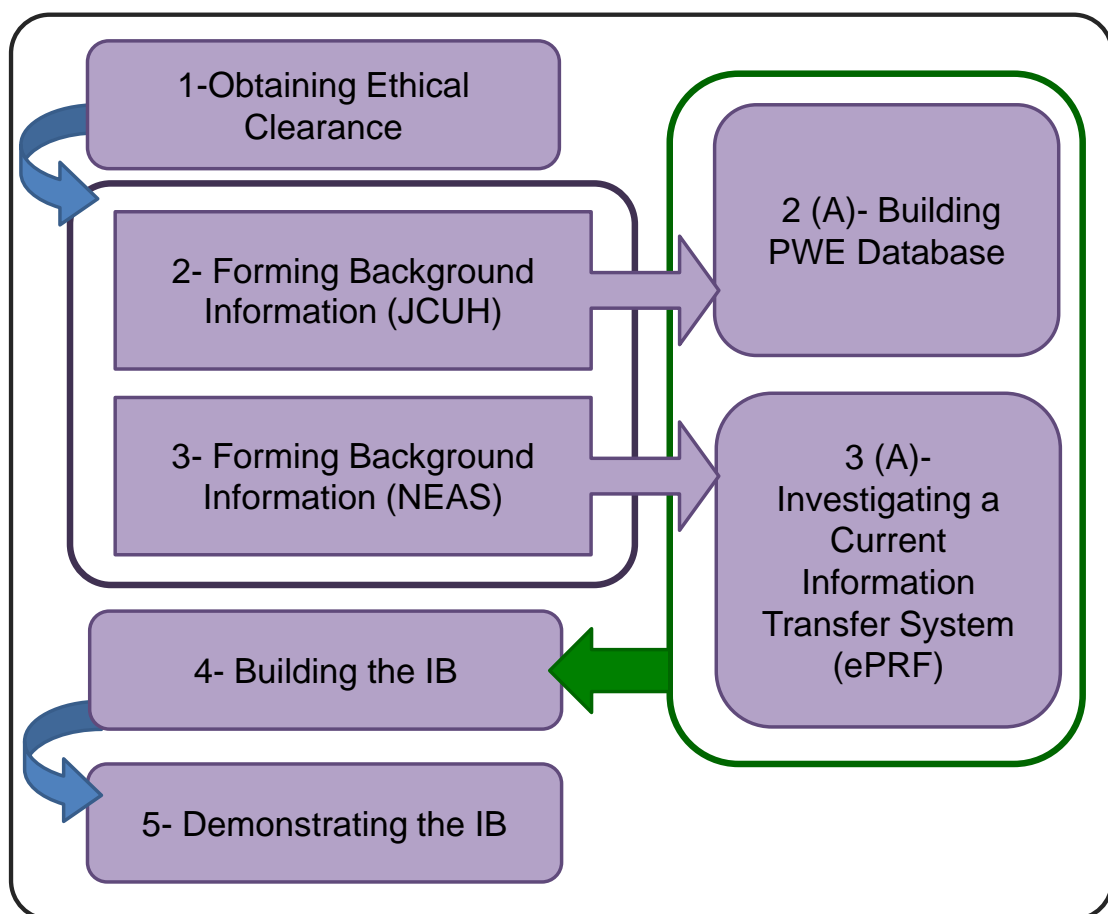 1-Obtaining Ethical
Clearance
2- Forming Background
Information (JCUH)
2 (A)- Building
PWE Database
3- Forming Background
Information (NEAS)
3 (A)-
Investigating a
Current
Information
Transfer System
(ePRF)
4- Building the IB
5- Demonstrating the IB